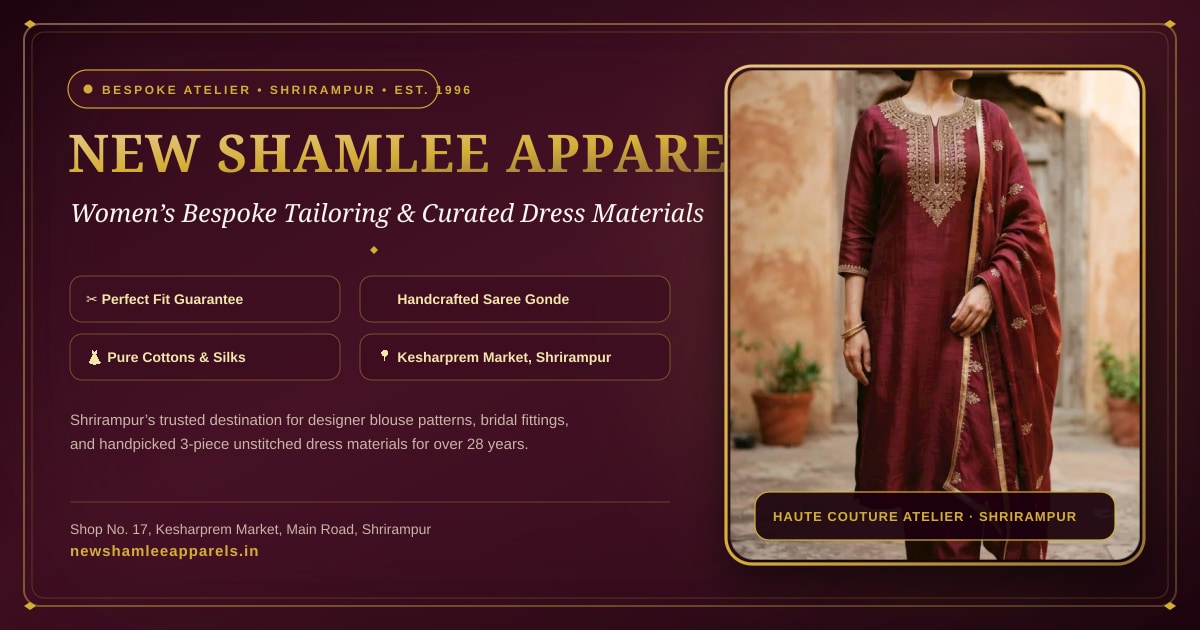 BESPOKE ATELIER • SHRIRAMPUR • EST. 1996
NEW SHAMLEE APPARE
Women’s Bespoke Tailoring & Curated Dress Materials
✂ Perfect Fit Guarantee
Handcrafted Saree Gonde
Pure Cottons & Silks
Kesharprem Market, Shrirampur
Shrirampur’s trusted destination for designer blouse patterns, bridal fittings,
and handpicked 3-piece unstitched dress materials for over 28 years.
Shop No. 17, Kesharprem Market, Main Road, Shrirampur
newshamleeapparels.in
HAUTE COUTURE ATELIER · SHRIRAMPUR